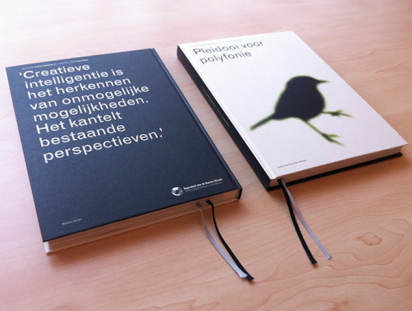 'Creatieve
intelligentie is
het herkennen
van onmogelijke
mogelijkheden.
Het kantelt
bestaande
perspectieven.'
Pleidooi voor
polyfonie